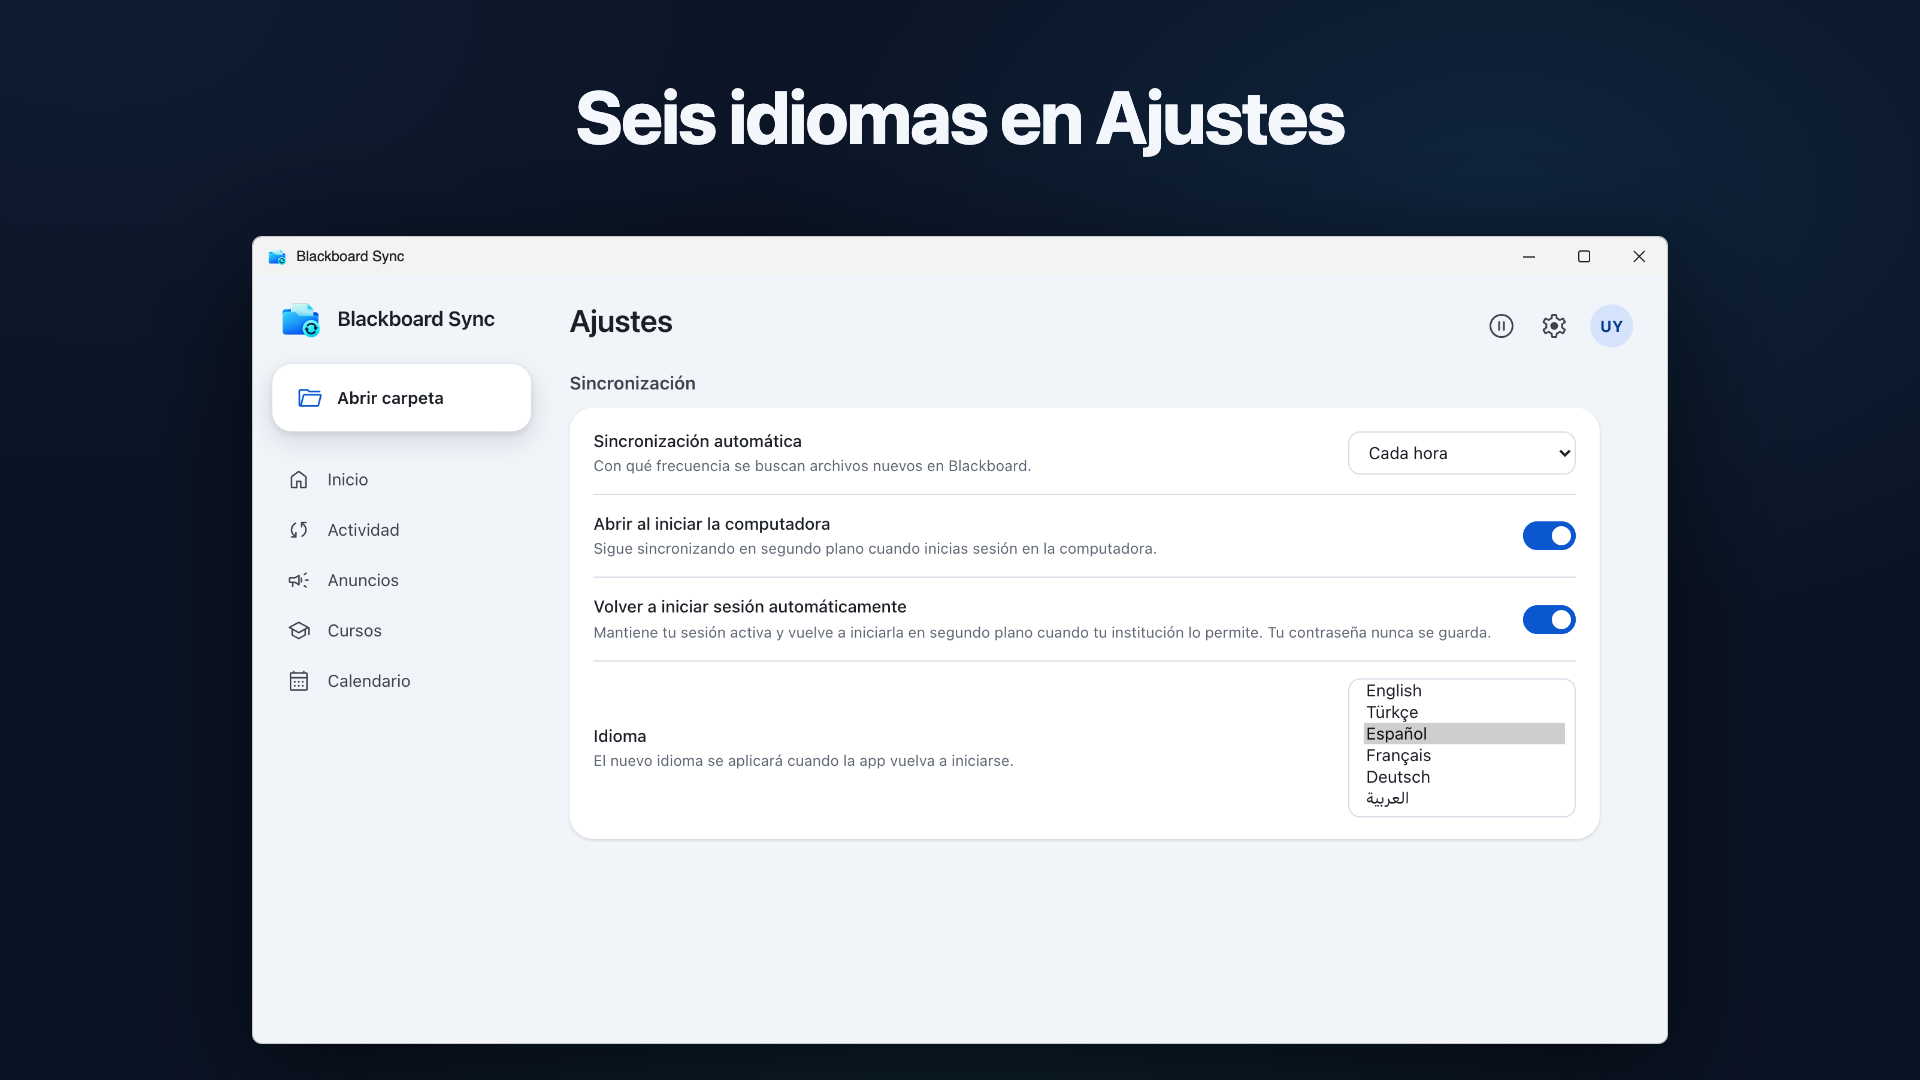 Seis idiomas en Ajustes
Blackboard Sync
Blackboard Sync
Abrir carpeta
Inicio
Actividad
Anuncios
Cursos
Calendario
Ajustes
UY
Sincronización
Sincronización automática
Con qué frecuencia se buscan archivos nuevos en Blackboard.
Cada hora
Abrir al iniciar la computadora
Sigue sincronizando en segundo plano cuando inicias sesión en la computadora.
Volver a iniciar sesión automáticamente
Mantiene tu sesión activa y vuelve a iniciarla en segundo plano cuando tu institución lo permite. Tu contraseña nunca se guarda.
Idioma
El nuevo idioma se aplicará cuando la app vuelva a iniciarse.
English
Türkçe
Español
Français
Deutsch
العربية